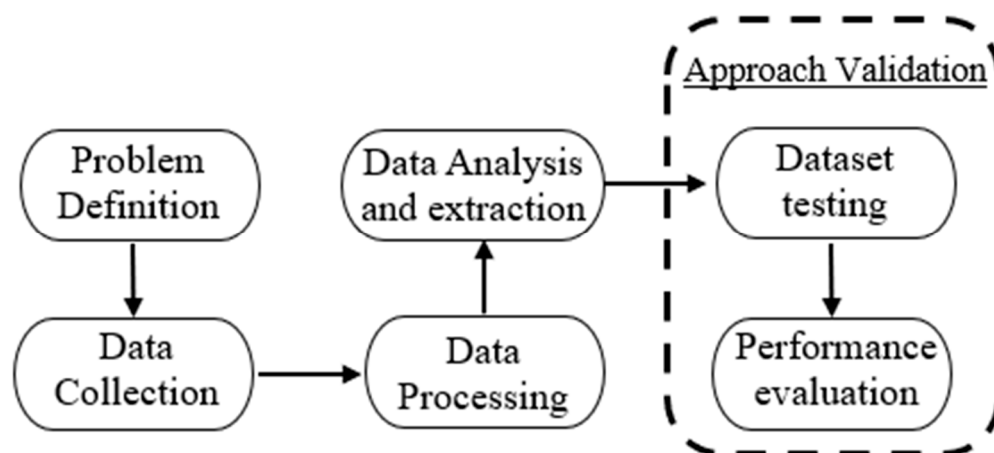 Approach Validation
Problem
Definition
Data Collection
Data
Processing
Data Analysis
and extraction
Dataset
testing
Performance
evaluation